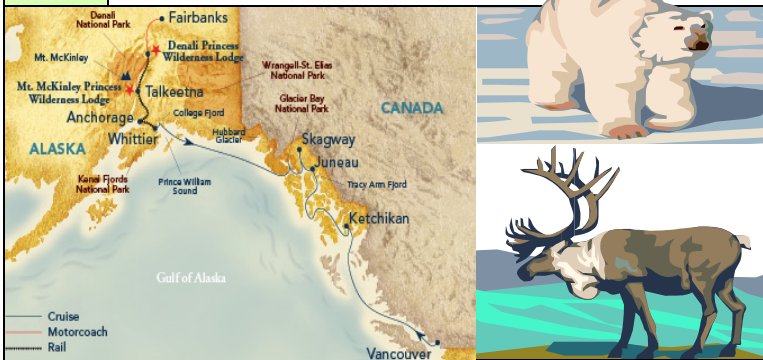 Denali
National Park
Fairbanks
Denali Princess
Wilderness Lodge
Mt. McKinley
Wrangell-St. Elias
National Park
Mt. McKinley Princess
Wilderness Lodge
Talkeetna
Glacier Bay
National Park
CANADA
Anchorage
College Fjord
Whittier
Hubbard
Glacier
Skagway
ALASKA
Juneau
Kenai Fjords
National Park
Prince William
Sound
Tracy Arm Fjord
Ketchikan
Gulf of Alaska
Cruise
Motorcoach
Rail
Vancouver